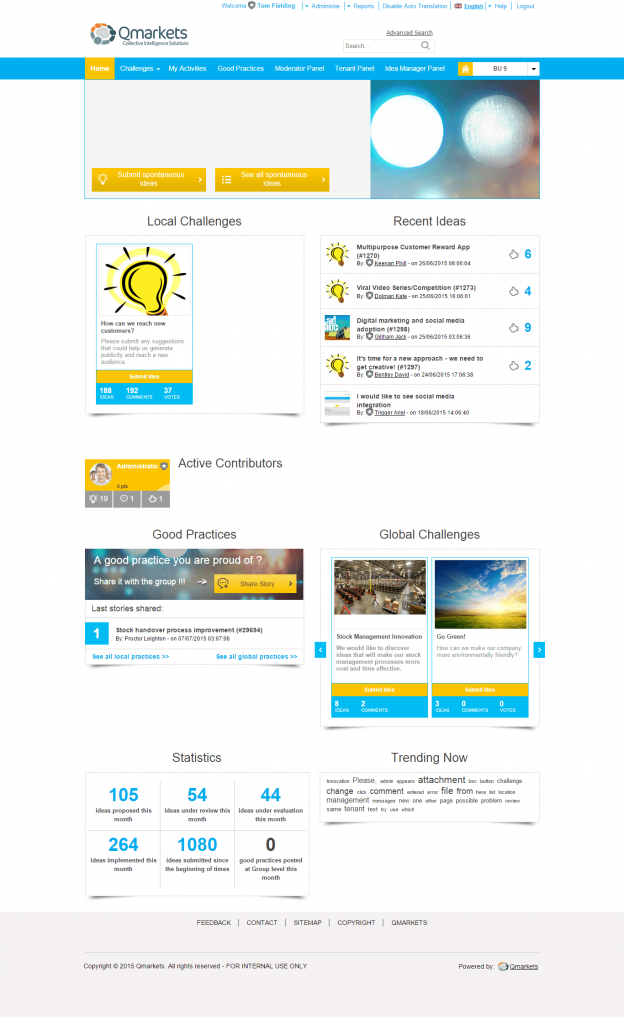 Welcome Tom Fielding Administer Reports Disable Auto Translation English Help Logout
Qmarkets
Collective Intelligence Solutions
Advanced Search
Search...
Home Challenges My Activities Good Practices Moderator Panel Tenant Panel Idea Manager Panel BU 9
Submit spontaneous
ideas
See all spontaneous
ideas
Local Challenges
How can we reach new
customers?
Please submit any suggestions
that could help us generate
publicity and reach a new
audience.
Submit Idea
188 192 37
IDEAS COMMENTS VOTES
Recent Ideas
Multipurpose Customer Reward App
(#1270)
By: Keenan Phill - on 26/06/2015 08:06:04
6
Viral Video Series/Competition (#1273)
By: Dolman Kate - on 25/06/2015 16:06:01
4
Digital marketing and social media
adoption (#1298)
By: Gillham Jack - on 25/06/2015 03:06:36
9
It's time for a new approach - we need to
get creative! (#1297)
By: Bentley David - on 24/06/2015 17:06:38
2
I would like to see social media
integration
By: Trigger Ariel - on 18/06/2015 14:06:40
Administrato
0 pts
19 1 1
Active Contributors
Good Practices
A good practice you are proud of ?
Share it with the group !!!
Share Story
Last stories shared:
1
Stock handover process improvement (#29694)
By: Procter Leighton - on 07/07/2015 03:07:06
See all local practices >> See all global practices >>
Global Challenges
Stock Management Innovation
We would like to discover
ideas that will make our stock
management processes more
cost and time effective.
Submit Idea
8 2
IDEAS COMMENTS
Go Green!
How can we make our company
more environmentally friendly?
Submit Idea
3 0 0
IDEAS COMMENTS VOTES
Statistics
105
ideas proposed this
month
54
ideas under review this
month
44
ideas under evaluation this
month
264
ideas implemented this
month
1080
ideas submitted since
the beginning of times
0
good practices posted
at Group level this
month
Trending Now
Innovation Please, admin appears attachment box button challenge
change click comment entered error file from here list location
management messages new one other page possible problem review
same tenant text try use which
FEEDBACK | CONTACT | SITEMAP | COPYRIGHT | QMARKETS
Copyright © 2015 Qmarkets. All rights reserved - FOR INTERNAL USE ONLY
Powered by: Qmarkets